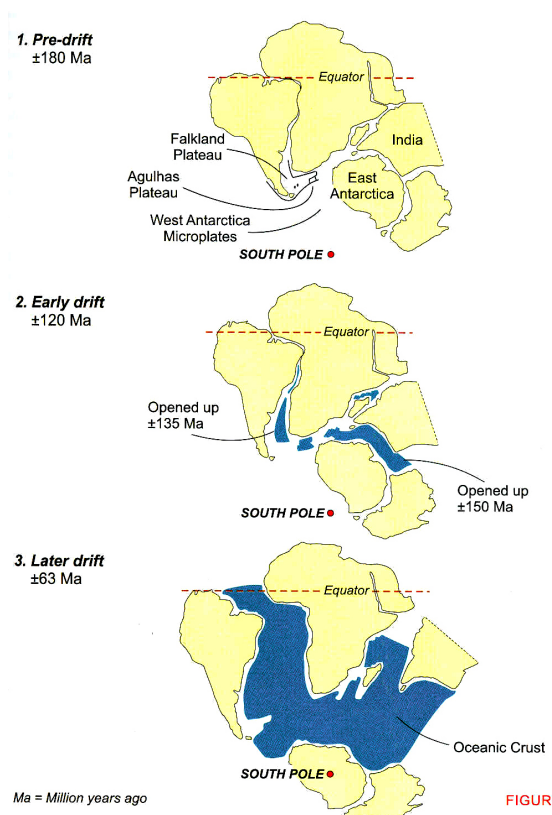 1. Pre-drift
±180 Ma
Equator
Falkland
Plateau
India
Agulhas
Plateau
East
Antarctica
West Antarctica
Microplates
SOUTH POLE
2. Early drift
±120 Ma
Equator
Opened up
±135 Ma
Opened up
±150 Ma
SOUTH POLE
3. Later drift
±63 Ma
Equator
Oceanic Crust
SOUTH POLE
Ma = Million years ago
FIGUR